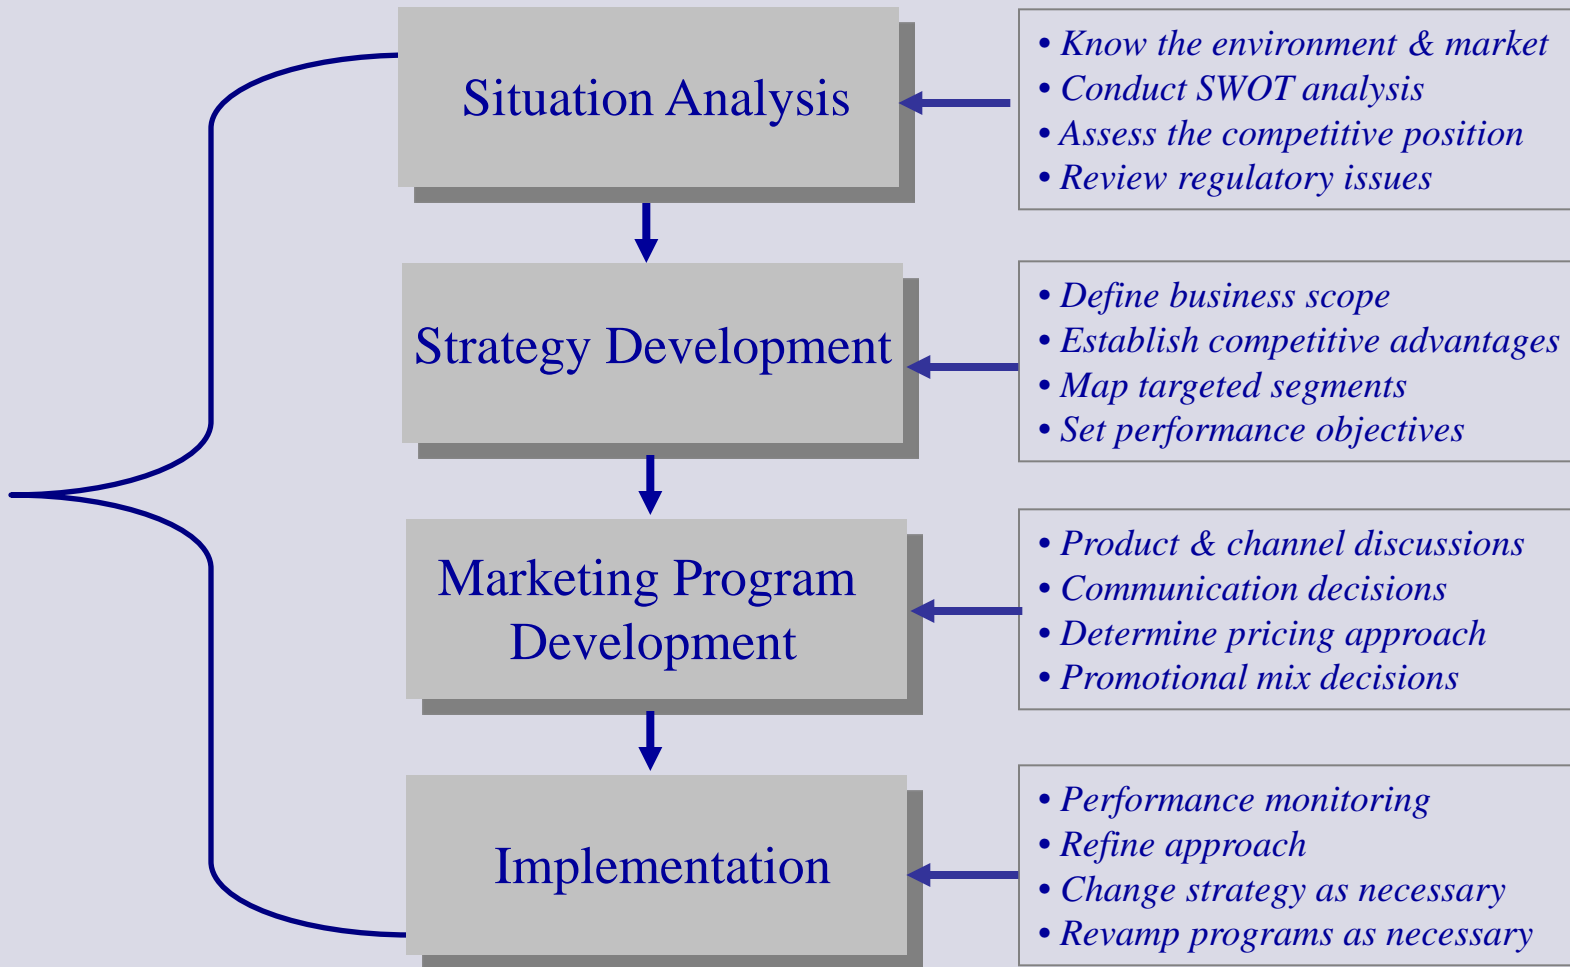 Situation Analysis
• Know the environment & market
• Conduct SWOT analysis
• Assess the competitive position
• Review regulatory issues
Strategy Development
• Define business scope
• Establish competitive advantages
• Map targeted segments
• Set performance objectives
Marketing Program
Development
• Product & channel discussions
• Communication decisions
• Determine pricing approach
• Promotional mix decisions
Implementation
• Performance monitoring
• Refine approach
• Change strategy as necessary
• Revamp programs as necessary